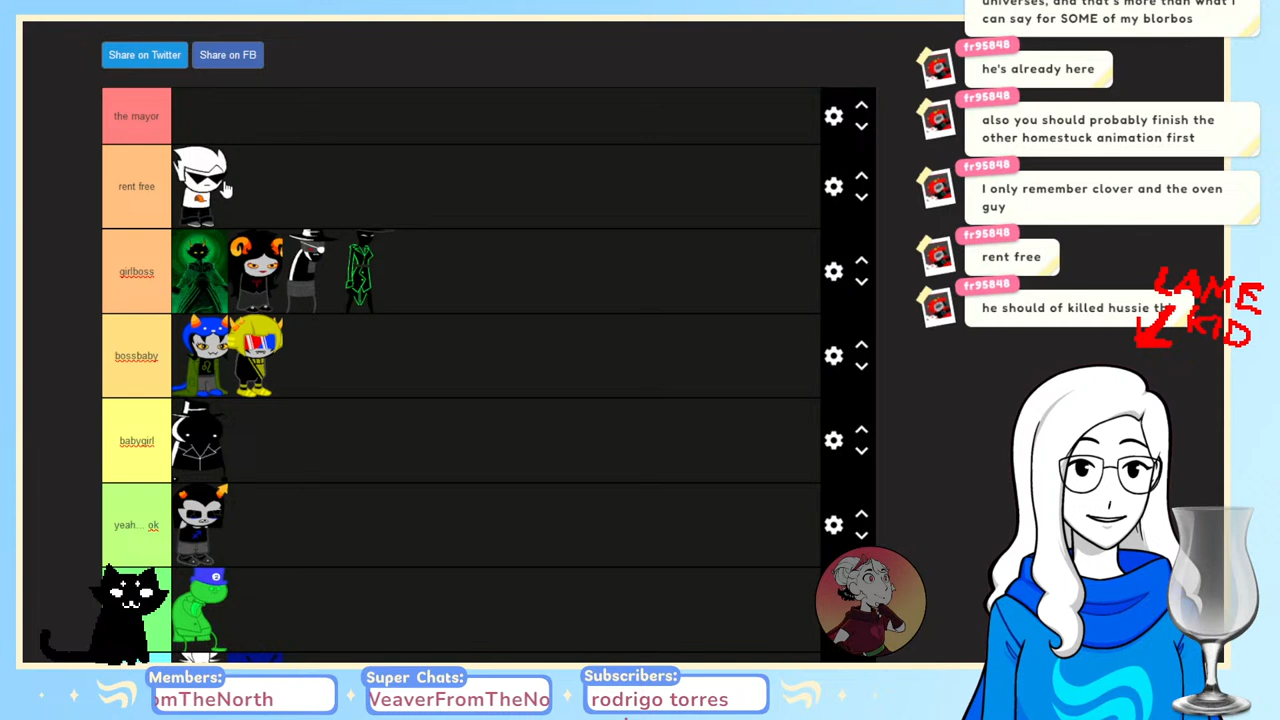 Share on Twitter
Share on FB
the mayor
rent free
girlboss
bossbaby
babygirl
yeah... ok
universes, and that's more than what I
can say for SOME of my blorbos
fr95848
he's already here
fr95848
also you should probably finish the
other homestuck animation first
fr95848
I only remember clover and the oven
guy
fr95848
rent free
fr95848
he should of killed hussie
LAME
KID
Members:
omTheNorth
Super Chats:
VeaverFromTheNo
Subscribers:
rodrigo torres